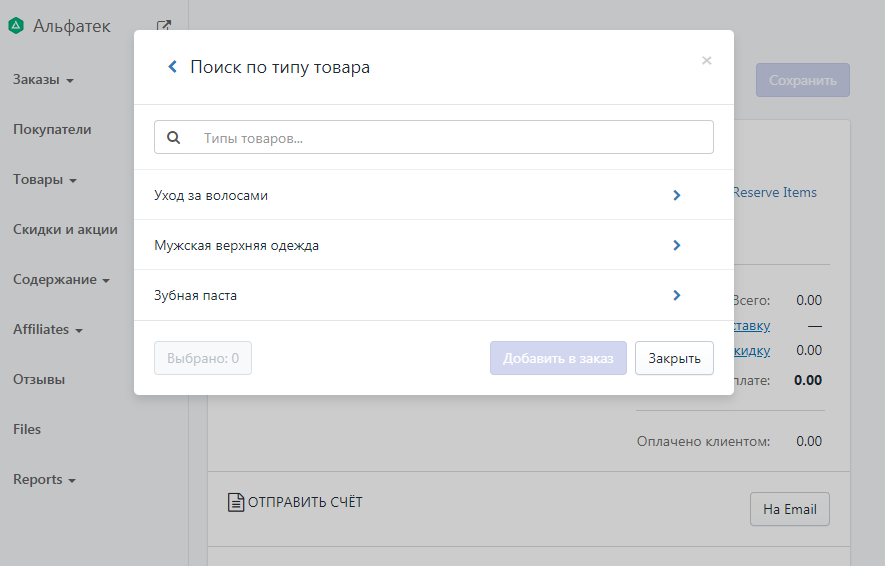 Альфатек
Заказы
Покупатели
Товары
Скидки и акции
Содержание
Affiliates
Отзывы
Files
Reports
Поиск по типу товара
×
Типы товаров...
Уход за волосами
Мужская верхняя одежда
Зубная паста
Выбрано: 0
Добавить в заказ
Закрыть
Сохранить
Reserve Items
Всего: 0.00
ставку —
кидку 0.00
плате: 0.00
Оплачено клиентом: 0.00
ОТПРАВИТЬ СЧЁТ
На Email